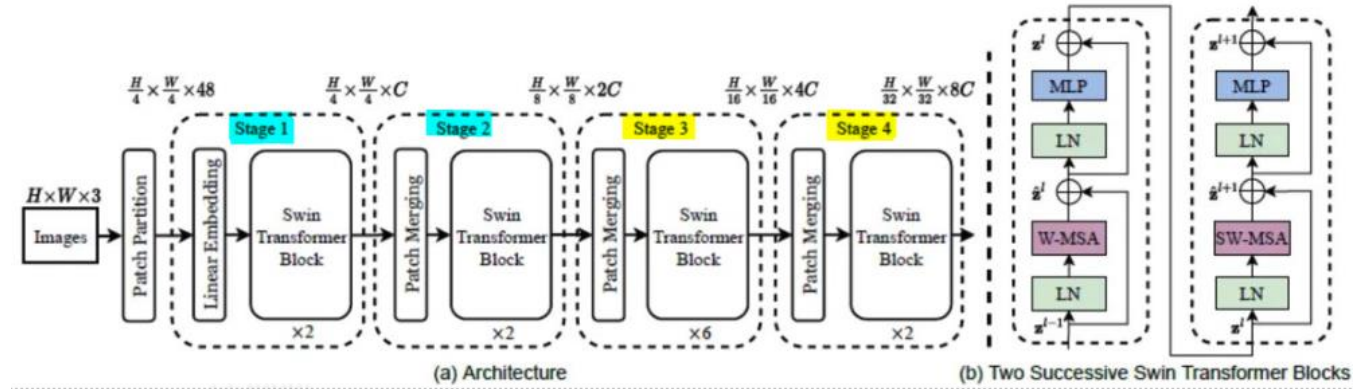 H/4 × W/4 × 48
H/4 × W/4 × C
H/8 × W/8 × 2C
H/16 × W/16 × 4C
H/32 × W/32 × 8C
Stage 1
Stage 2
Stage 3
Stage 4
H×W×3
Images
Patch Partition
Linear Embedding
Swin
Transformer
Block
×2
Patch Merging
Swin
Transformer
Block
×2
Patch Merging
Swin
Transformer
Block
×6
Patch Merging
Swin
Transformer
Block
×2
(a) Architecture
z^l
MLP
LN
ẑ^l
W-MSA
LN
z^{l-1}
z^{l+1}
MLP
LN
ẑ^{l+1}
SW-MSA
LN
z^l
(b) Two Successive Swin Transformer Blocks